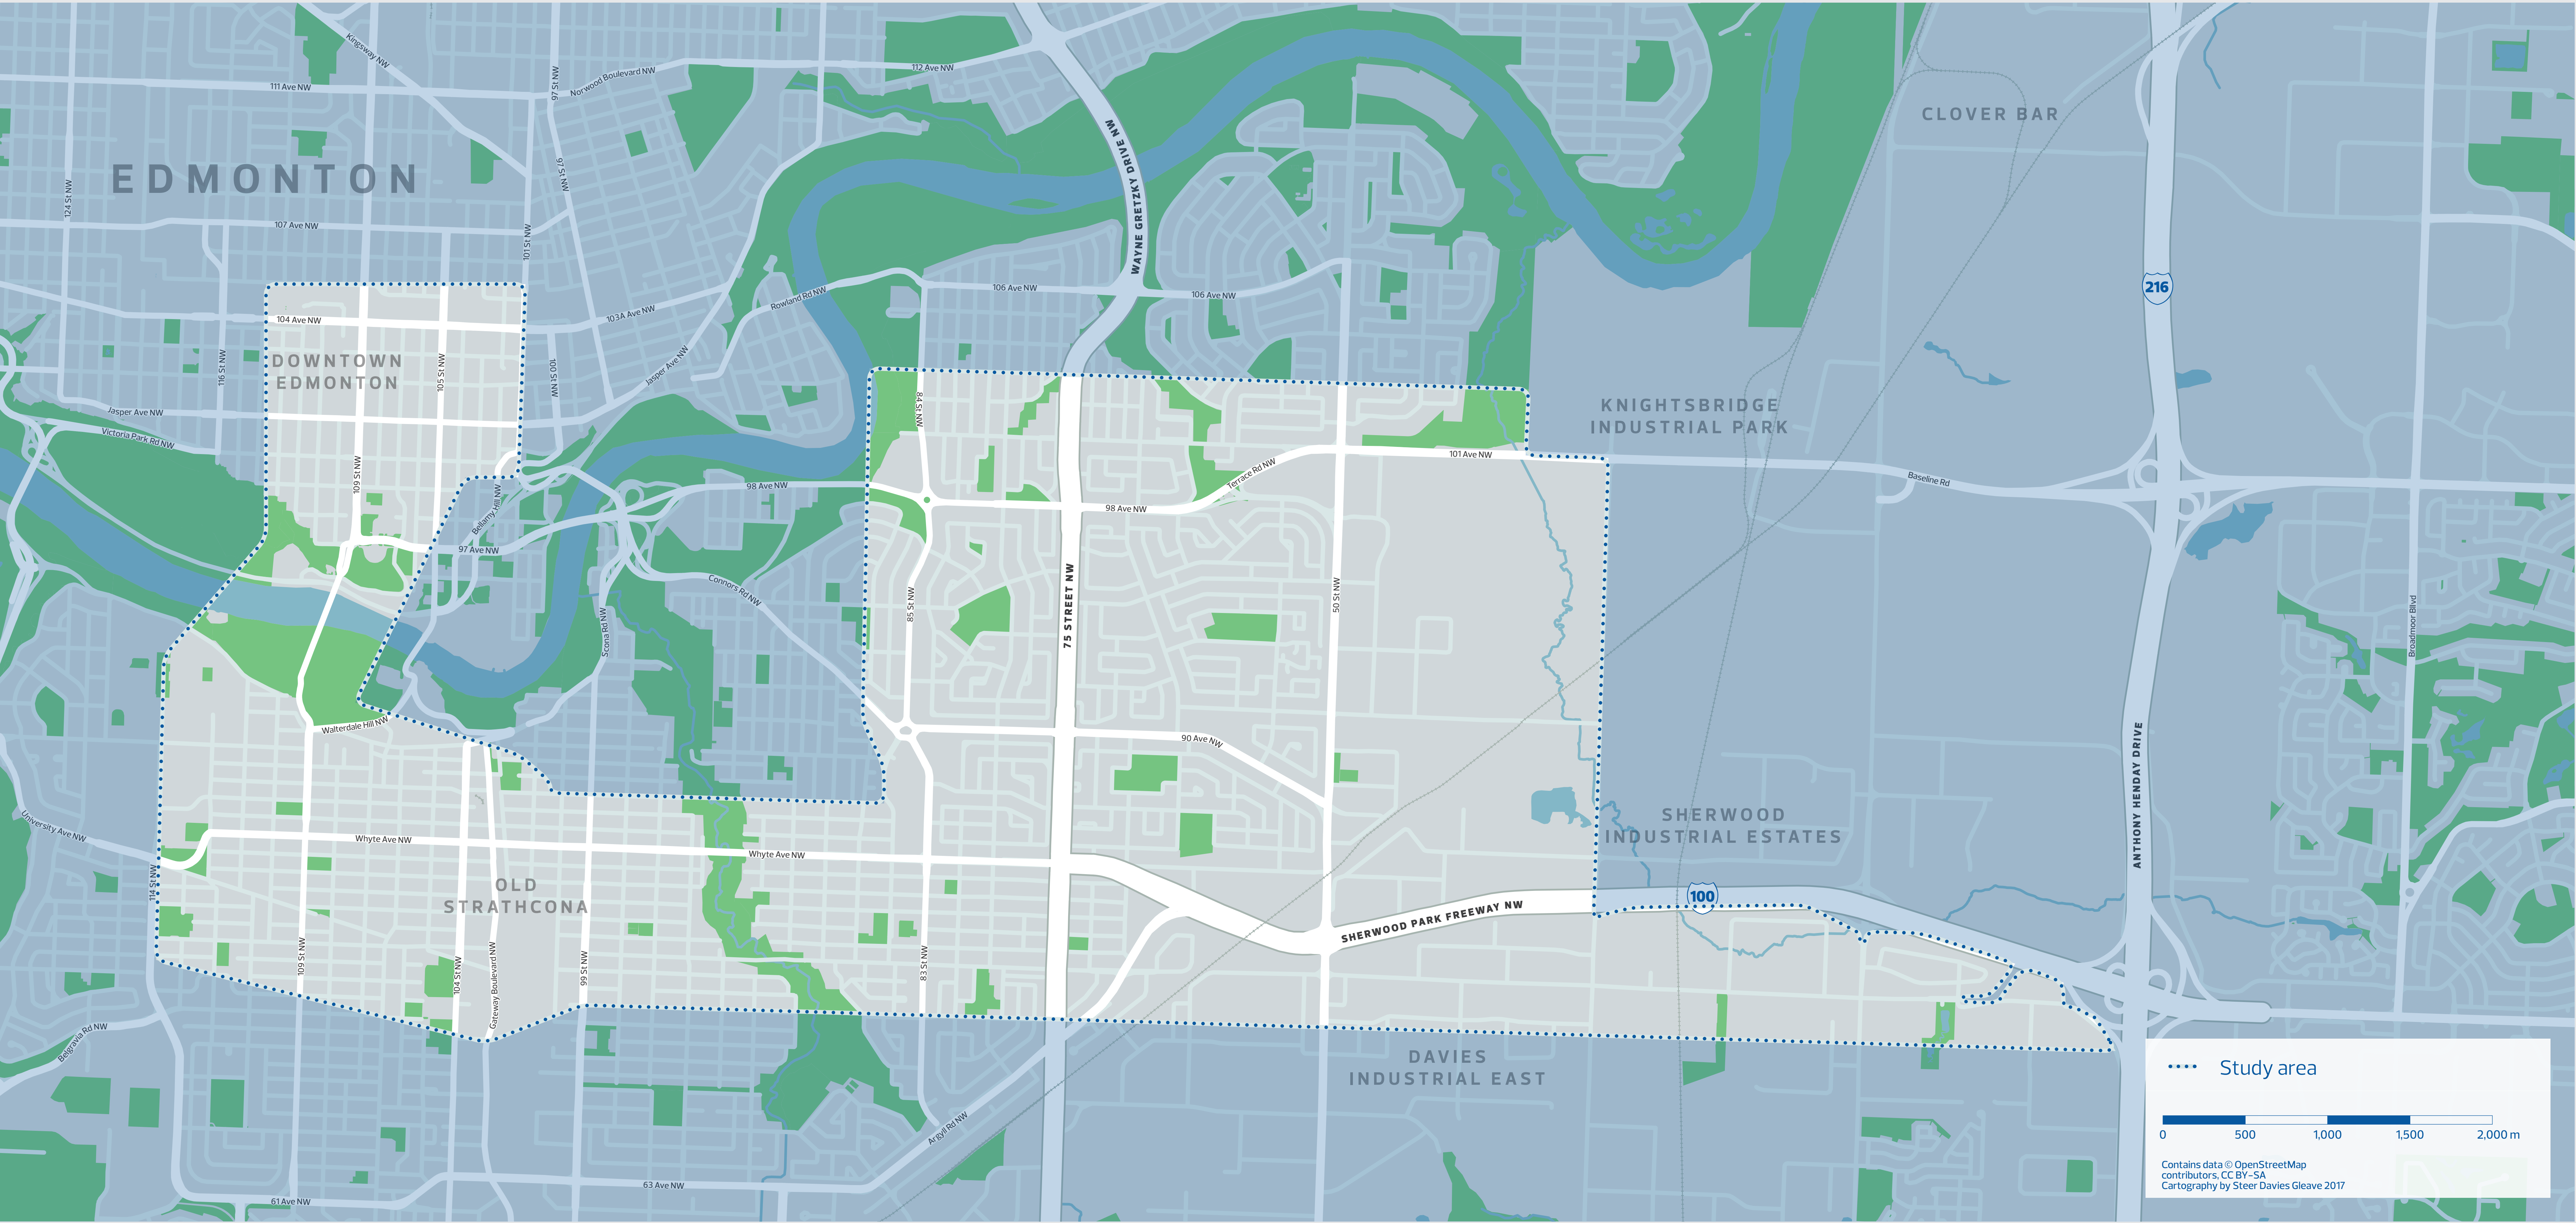 Kingsway NW
97 St NW
Norwood Boulevard NW
112 Ave NW
111 Ave NW
WAYNE GRETZKY DRIVE NW
CLOVER BAR
EDMONTON
124 St NW
97 St NW
107 Ave NW
101 St NW
106 Ave NW
106 Ave NW
216
Rowland Rd NW
103A Ave NW
104 Ave NW
DOWNTOWN
EDMONTON
116 St NW
105 St NW
100 St NW
Jasper Ave NW
Jasper Ave NW
Victoria Park Rd NW
84 St NW
KNIGHTSBRIDGE
INDUSTRIAL PARK
101 Ave NW
Terrace Rd NW
Baseline Rd
109 St NW
98 Ave NW
98 Ave NW
Bellamy Hill NW
97 Ave NW
Connors Rd NW
85 St NW
75 STREET NW
50 St NW
Scona Rd NW
Broadmoor Bllvd
Walterdale Hill NW
90 Ave NW
ANTHONY HENDAY DRIVE
SHERWOOD
INDUSTRIAL ESTATES
University Ave NW
Whyte Ave NW
Whyte Ave NW
114 St NW
OLD
STRATHCONA
100
SHERWOOD PARK FREEWAY NW
109 St NW
104 St NW
Gateway Boulevard NW
99 St NW
83 St NW
Belgravia Rd NW
DAVIES
INDUSTRIAL EAST
Argyll Rd NW
63 Ave NW
61 Ave NW
Study area
0 500 1,000 1,500 2,000 m
Contains data © OpenStreetMap
contributors, CC BY-SA
Cartography by Steer Davies Gleave 2017